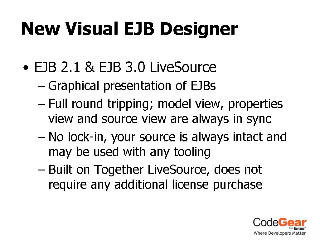 New Visual EJB Designer
• EJB 2.1 & EJB 3.0 LiveSource
– Graphical presentation of EJBs
– Full round tripping; model view, properties
view and source view are always in sync
– No lock-in, your source is always intact and
may be used with any tooling
– Built on Together LiveSource, does not
require any additional license purchase
CodeGear
Where Developers Matter